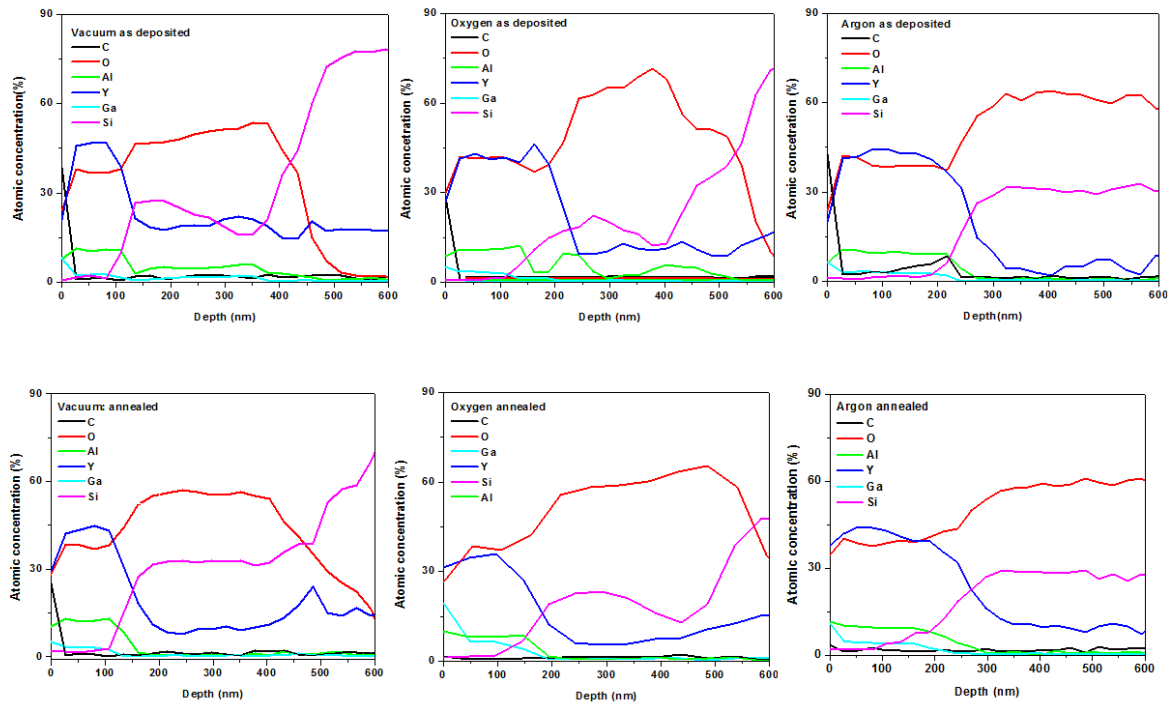 90
60
30
0
Atomic concetration(%)
Vacuum as deposited
C
O
Al
Y
Ga
Si
0 100 200 300 400 500 600
Depth (nm)
90
60
30
0
Atomic concetration (%)
Oxygen as deposited
C
O
Al
Y
Ga
Si
0 100 200 300 400 500 600
Depth (nm)
90
60
30
0
Atomic concetration (%)
Argon as deposited
C
O
Al
Y
Ga
Si
0 100 200 300 400 500 600
Depth(nm)
90
60
30
0
Atomic concetration (%)
Vacuum: annealed
C
O
Al
Y
Ga
Si
0 100 200 300 400 500 600
Depth (nm)
90
60
30
0
Atomic concetration (%)
Oxygen annealed
C
O
Ga
Y
Si
Al
0 100 200 300 400 500 600
Depth (nm)
90
60
30
0
Atomic concetration (%)
Argon annealed
C
O
Al
Y
Ga
Si
0 100 200 300 400 500 600
Depth (nm)